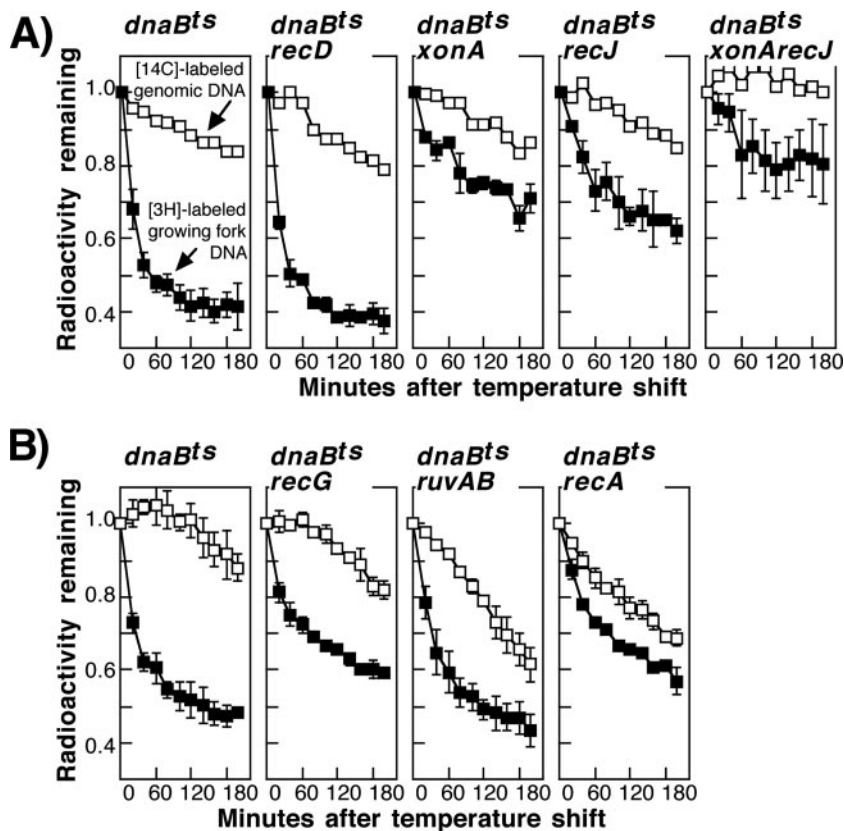 A)
dnaBts
dnaBts
recD
dnaBts
xonA
dnaBts
recJ
dnaBts
xonArecJ
[14C]-labeled
genomic DNA
[3H]-labeled
growing fork
DNA
Radioactivity remaining
1.0
0.8
0.6
0.4
0 60 120 180
0 60 120 180
0 60 120 180
0 60 120 180
0 60 120 180
Minutes after temperature shift
B)
dnaBts
dnaBts
recG
dnaBts
ruvAB
dnaBts
recA
Radioactivity remaining
1.0
0.8
0.6
0.4
0 60 120 180
0 60 120 180
0 60 120 180
0 60 120 180
Minutes after temperature shift